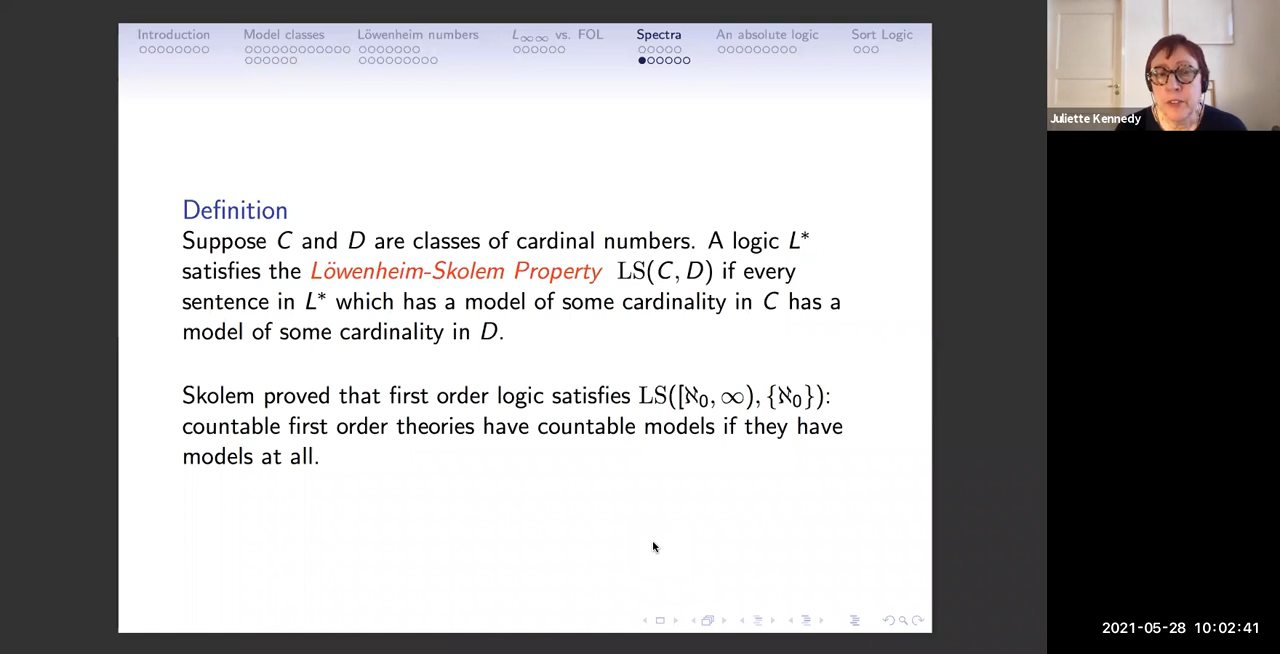 Introduction Model classes Löwenheim numbers L∞∞ vs. FOL Spectra An absolute logic Sort Logic
Juliette Kennedy
Definition
Suppose C and D are classes of cardinal numbers. A logic L*
satisfies the Löwenheim-Skolem Property LS(C, D) if every
sentence in L* which has a model of some cardinality in C has a
model of some cardinality in D.
Skolem proved that first order logic satisfies LS([ℵ₀, ∞), {ℵ₀}):
countable first order theories have countable models if they have
models at all.
2021-05-28 10:02:41